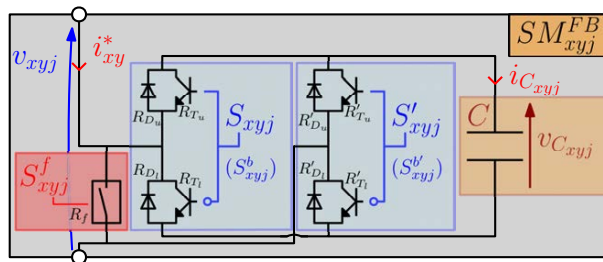 SM^{FB}_{xyj}
v_{xyj} i^*_{xy} i_{C_{xyj}}
R_{D_u} R_{T_u} S_{xyj} (S^b_{xyj}) R'_{D_u} R'_{T_u} S'_{xyj} (S^{b'}_{xyj}) C v_{C_{xyj}}
S^f_{xyj} R_f R_{D_l} R_{T_l} R'_{D_l} R'_{T_l}